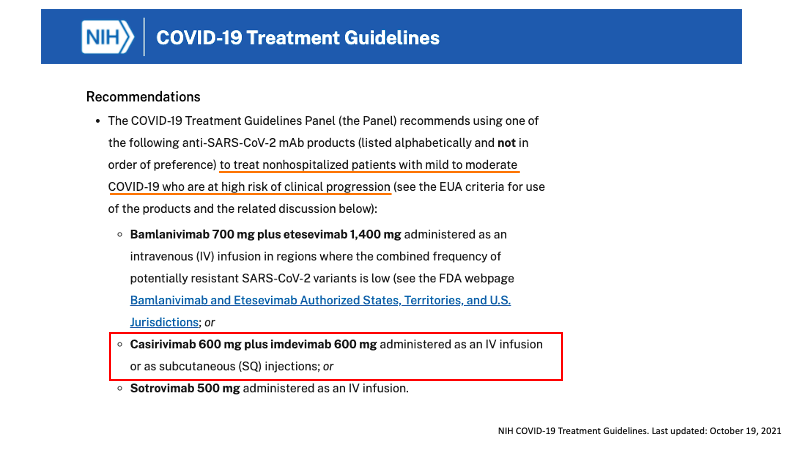 NIH COVID-19 Treatment Guidelines
Recommendations
• The COVID-19 Treatment Guidelines Panel (the Panel) recommends using one of
the following anti-SARS-CoV-2 mAb products (listed alphabetically and not in
order of preference) to treat nonhospitalized patients with mild to moderate
COVID-19 who are at high risk of clinical progression (see the EUA criteria for use
of the products and the related discussion below):
◦ Bamlanivimab 700 mg plus etesevimab 1,400 mg administered as an
intravenous (IV) infusion in regions where the combined frequency of
potentially resistant SARS-CoV-2 variants is low (see the FDA webpage
Bamlanivimab and Etesevimab Authorized States, Territories, and U.S.
Jurisdictions; or
◦ Casirivimab 600 mg plus imdevimab 600 mg administered as an IV infusion
or as subcutaneous (SQ) injections; or
◦ Sotrovimab 500 mg administered as an IV infusion.
NIH COVID-19 Treatment Guidelines. Last updated: October 19, 2021